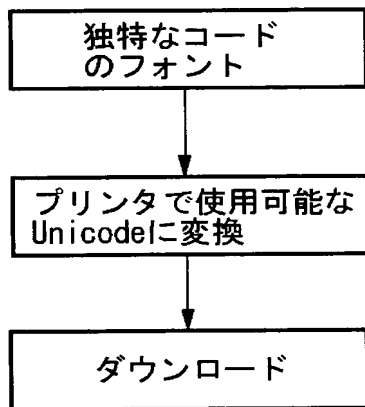 独特なコード
のフォント
プリンタで使用可能な
Unicodeに変換
ダウンロード